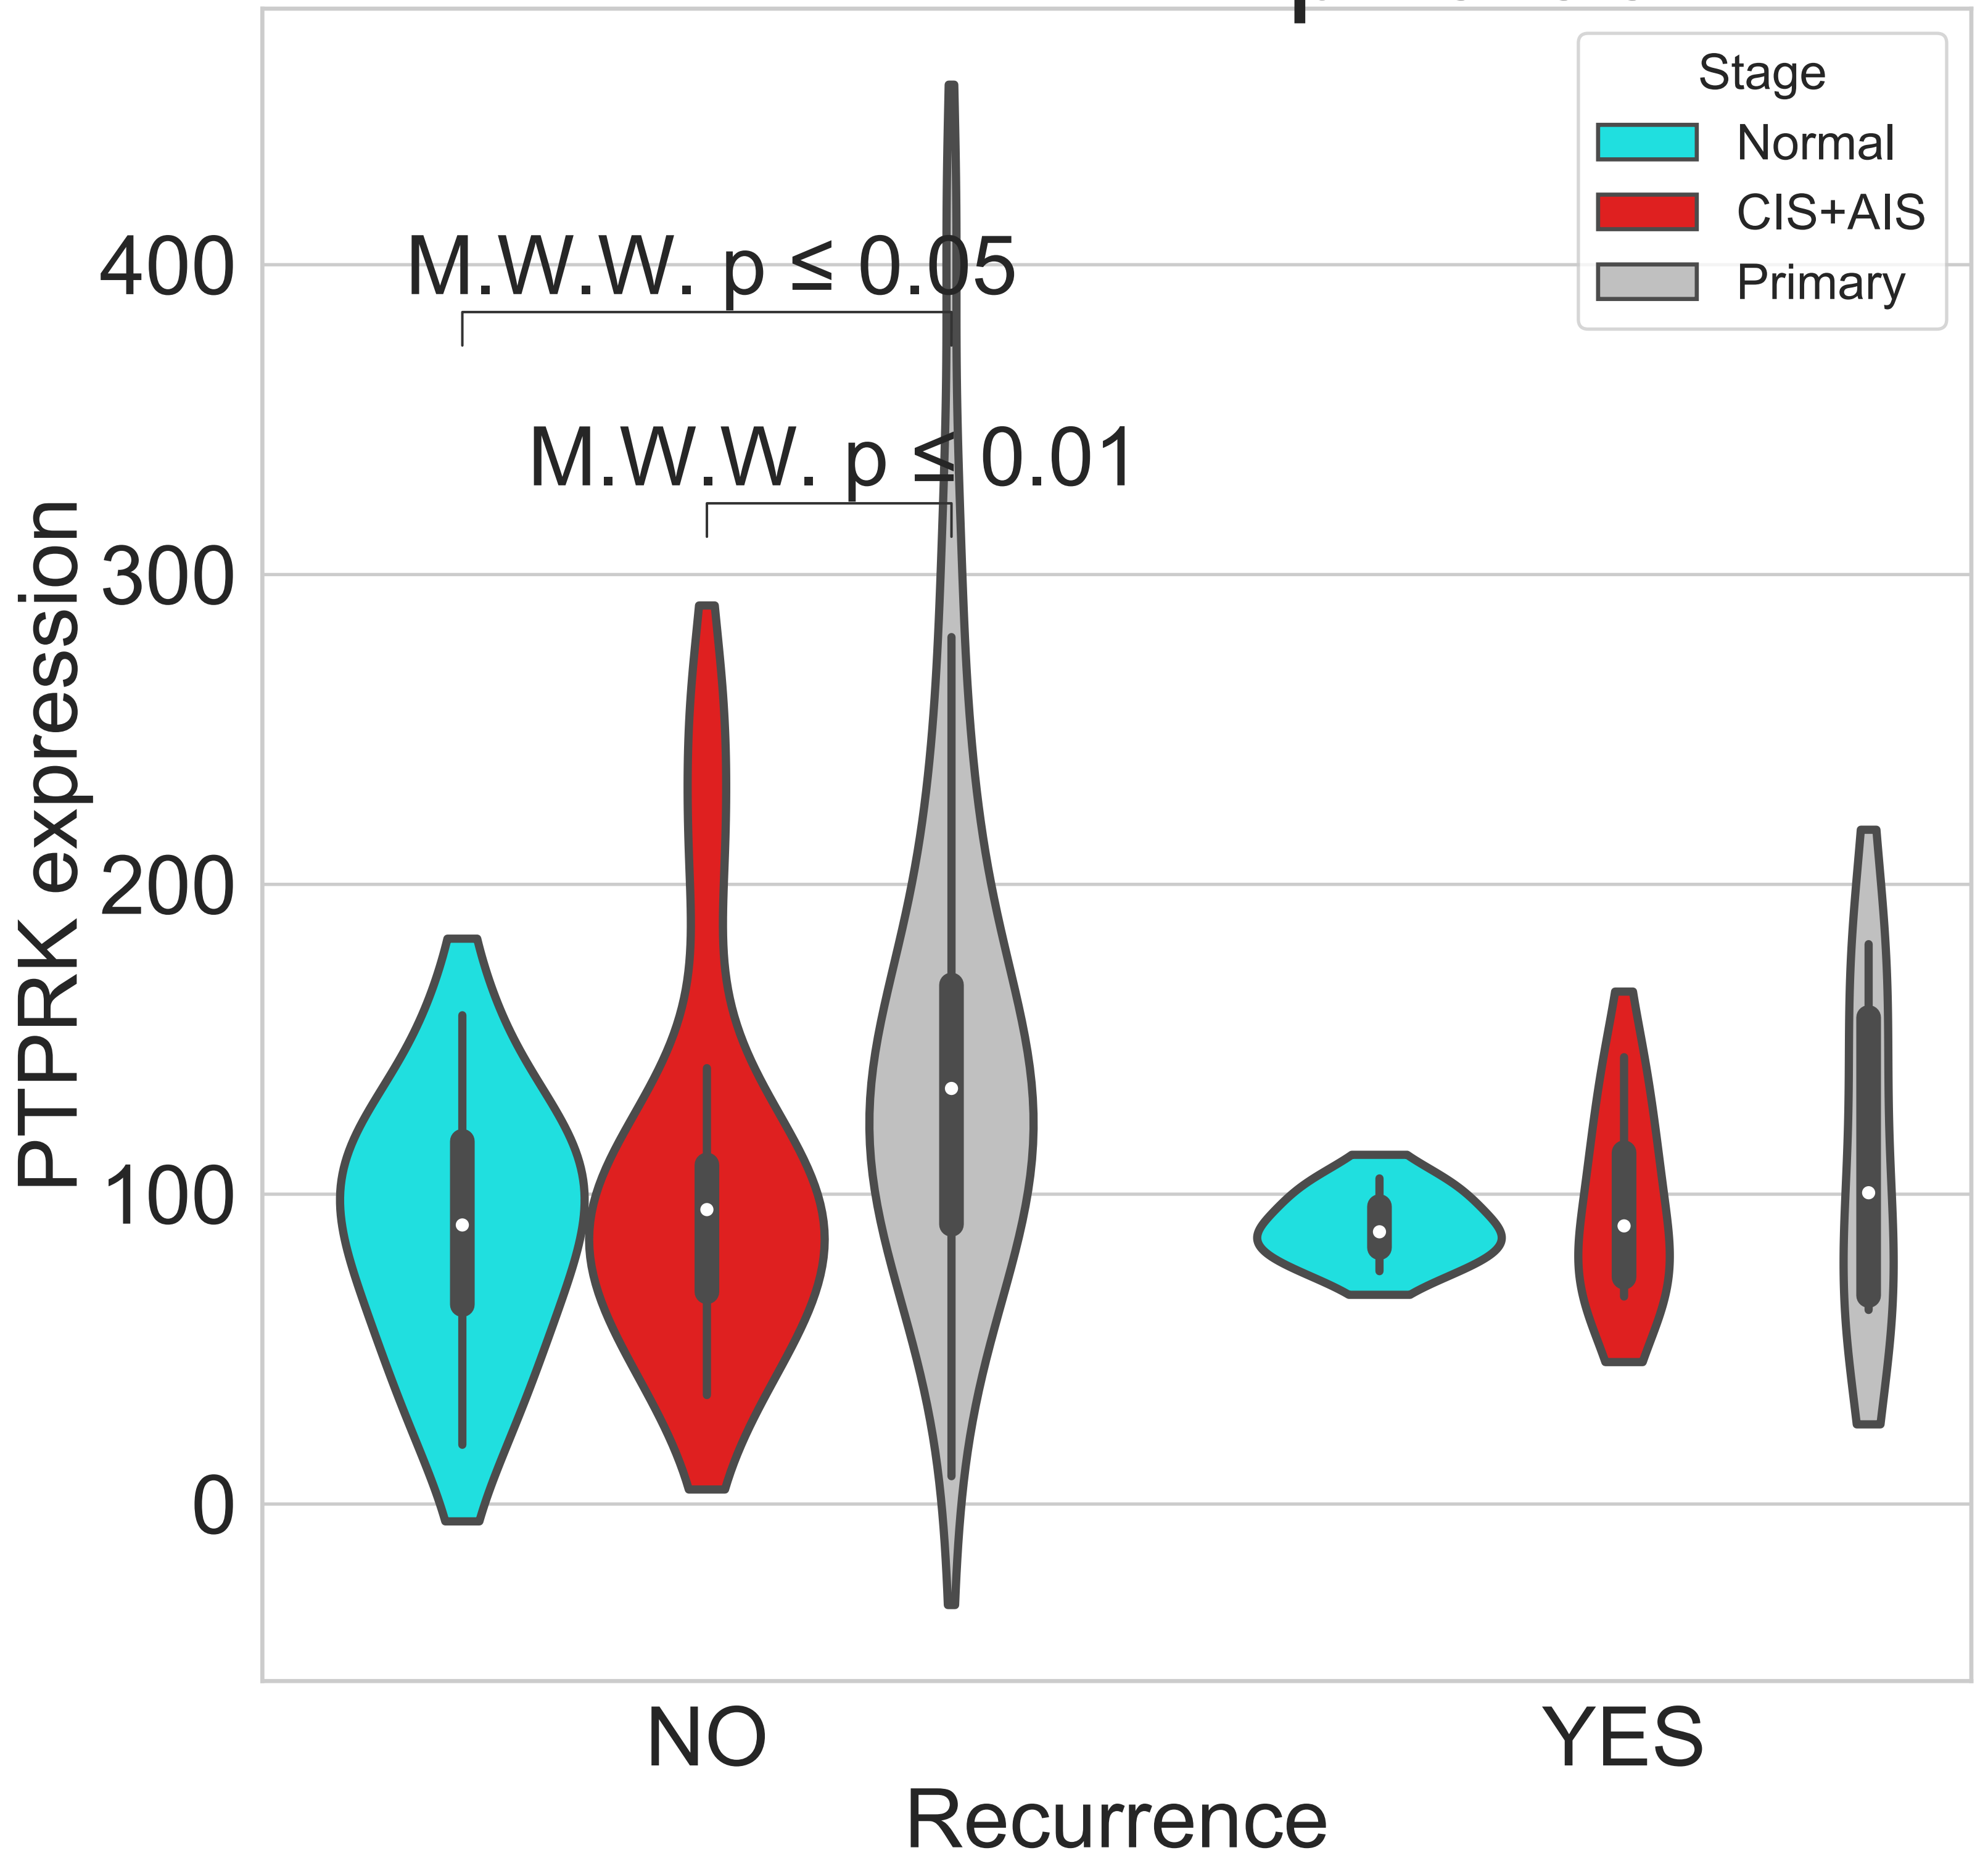 Stage
Normal
CIS+AIS
Primary
M.W.W. p ≤ 0.05
M.W.W. p ≤ 0.01
PTPRK expression
400
300
200
100
0
NO
YES
Recurrence